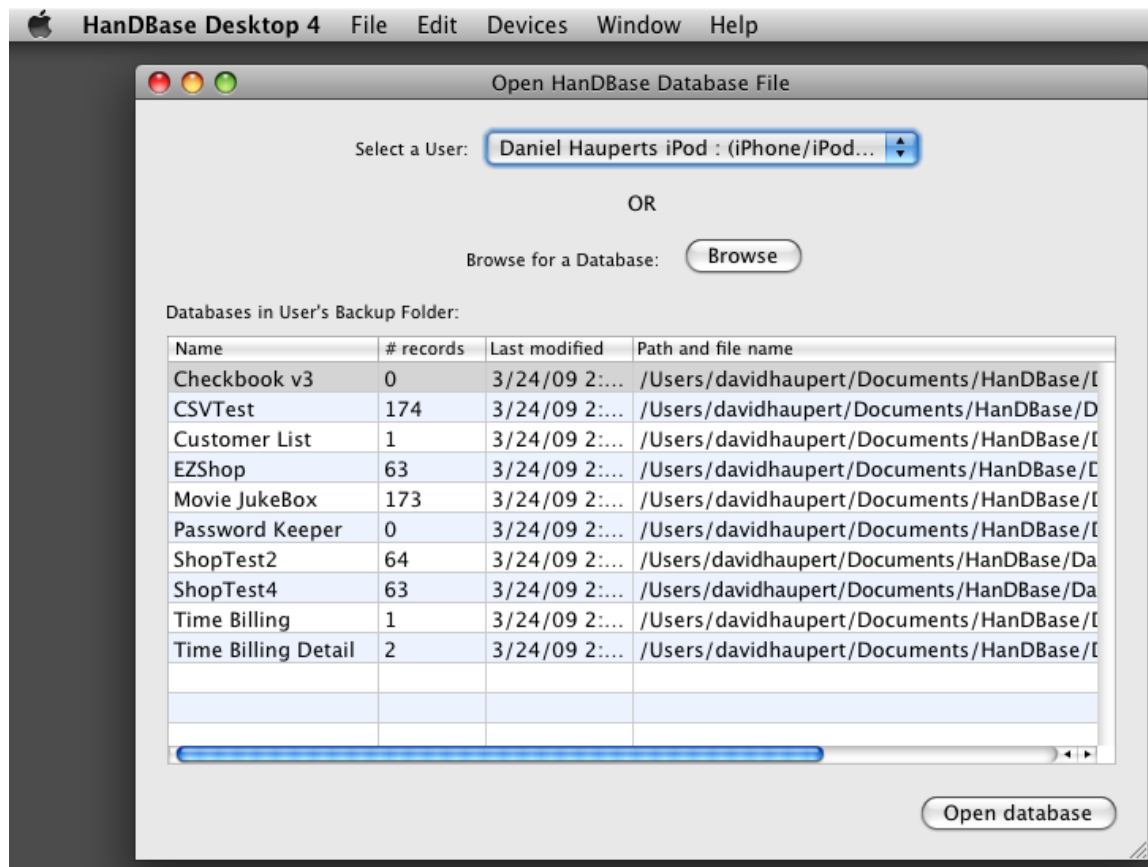 HanDBase Desktop 4 File Edit Devices Window Help
Open HanDBase Database File
Select a User: Daniel Hauperts iPod : (iPhone/iPod...
OR
Browse for a Database: Browse
Databases in User's Backup Folder:
Name # records Last modified Path and file name
Checkbook v3 0 3/24/09 2:... /Users/davidhaupert/Documents/HanDBase/D
CSVTest 174 3/24/09 2:... /Users/davidhaupert/Documents/HanDBase/D
Customer List 1 3/24/09 2:... /Users/davidhaupert/Documents/HanDBase/D
EZShop 63 3/24/09 2:... /Users/davidhaupert/Documents/HanDBase/D
Movie JukeBox 173 3/24/09 2:... /Users/davidhaupert/Documents/HanDBase/D
Password Keeper 0 3/24/09 2:... /Users/davidhaupert/Documents/HanDBase/D
ShopTest2 64 3/24/09 2:... /Users/davidhaupert/Documents/HanDBase/Da
ShopTest4 63 3/24/09 2:... /Users/davidhaupert/Documents/HanDBase/Da
Time Billing 1 3/24/09 2:... /Users/davidhaupert/Documents/HanDBase/D
Time Billing Detail 2 3/24/09 2:... /Users/davidhaupert/Documents/HanDBase/D
Open database